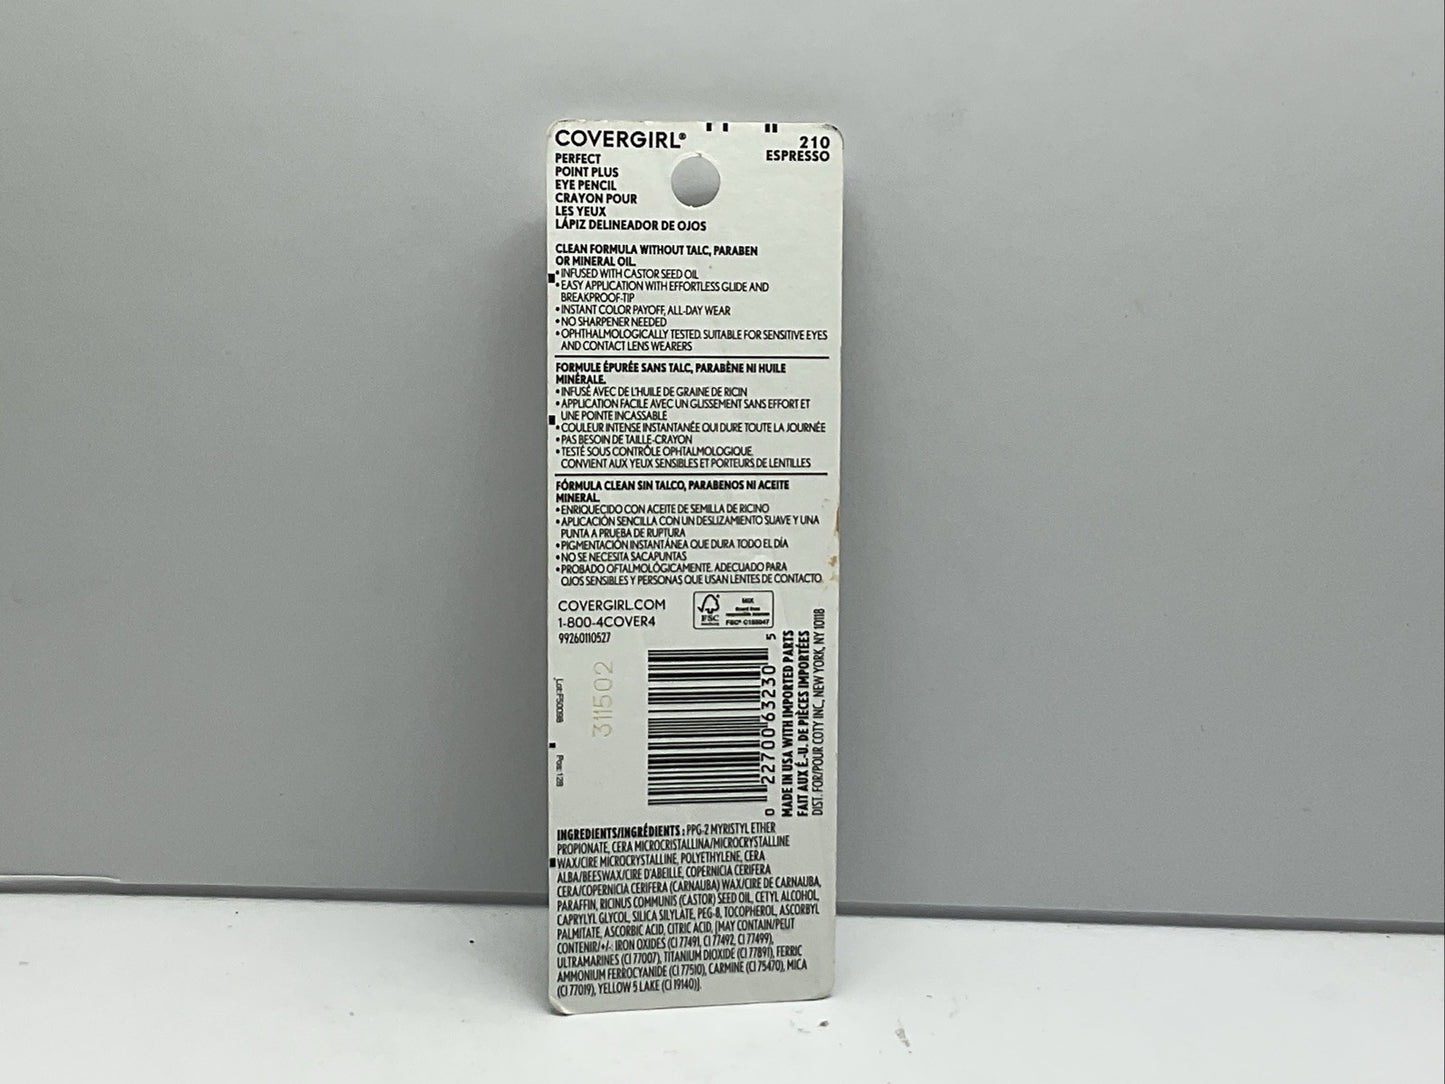 COVERGIRL®
210
ESPRESSO
PERFECT
POINT PLUS
EYE PENCIL
CRAYON POUR
LES YEUX
LÁPIZ DELINEADOR DE OJOS
CLEAN FORMULA WITHOUT TALC, PARABEN
OR MINERAL OIL.
• INFUSED WITH CASTOR SEED OIL
• EASY APPLICATION WITH EFFORTLESS GLIDE AND
BREAKPROOF-TIP
• INSTANT COLOR PAYOFF, ALL-DAY WEAR
• NO SHARPENER NEEDED
• OPHTHALMOLOGICALLY TESTED. SUITABLE FOR SENSITIVE EYES
AND CONTACT LENS WEARERS
FORMULE ÉPURÉE SANS TALC, PARABÈNE NI HUILE
MINÉRALE.
• INFUSÉ AVEC DE L'HUILE DE GRAINE DE RICIN
• APPLICATION FACILE AVEC UN GLISSEMENT SANS EFFORT ET
UNE POINTE INCASSABLE
• COULEUR INTENSE INSTANTANÉE QUI DURE TOUTE LA JOURNÉE
• PAS BESOIN DE TAILLE-CRAYON
• TESTÉ SOUS CONTRÔLE OPHTALMOLOGIQUE.
CONVIENT AUX YEUX SENSIBLES ET PORTEURS DE LENTILLES
FÓRMULA CLEAN SIN TALCO, PARABENOS NI ACEITE
MINERAL.
• ENRIQUECIDO CON ACEITE DE SEMILLA DE RICINO
• APLICACIÓN SENCILLA CON UN DESLIZAMIENTO SUAVE Y UNA
PUNTA A PRUEBA DE RUPTURA
• PIGMENTACIÓN INSTANTÁNEA QUE DURA TODO EL DÍA
• NO SE NECESITA SACAPUNTAS
• PROBADO OFTALMOLÓGICAMENTE. ADECUADO PARA
OJOS SENSIBLES Y PERSONAS QUE USAN LENTES DE CONTACTO.
COVERGIRL.COM
1-800-4COVER4
99260110527
FSC
MIX
311502
Pos: 128
0 22700 63230 5
MADE IN USA WITH IMPORTED PARTS
FAIT AUX É.-U. DE PIÈCES IMPORTÉES
DIST. FOR/POUR COTY INC., NEW YORK, NY 10118
INGREDIENTS/INGRÉDIENTS : PPG-2 MYRISTYL ETHER
PROPIONATE, CERA MICROCRISTALLINA/MICROCRYSTALLINE
WAX/CIRE MICROCRYSTALLINE, POLYETHYLENE, CERA
ALBA/BEESWAX/CIRE D'ABEILLE, COPERNICIA CERIFERA
CERA/COPERNICIA CERIFERA (CARNAUBA) WAX/CIRE DE CARNAUBA,
PARAFFIN, RICINUS COMMUNIS (CASTOR) SEED OIL, CETYL ALCOHOL,
CAPRYLYL GLYCOL, SILICA SILYLATE, PEG-8, TOCOPHEROL, ASCORBYL
PALMITATE, ASCORBIC ACID, CITRIC ACID, [MAY CONTAIN/PEUT
CONTENIR/+/-: IRON OXIDES (CI 77491, CI 77492, CI 77499),
ULTRAMARINES (CI 77007), TITANIUM DIOXIDE (CI 77891), FERRIC
AMMONIUM FERROCYANIDE (CI 77510), CARMINE (CI 75470), MICA
(CI 77019), YELLOW 5 LAKE (CI 19140)].